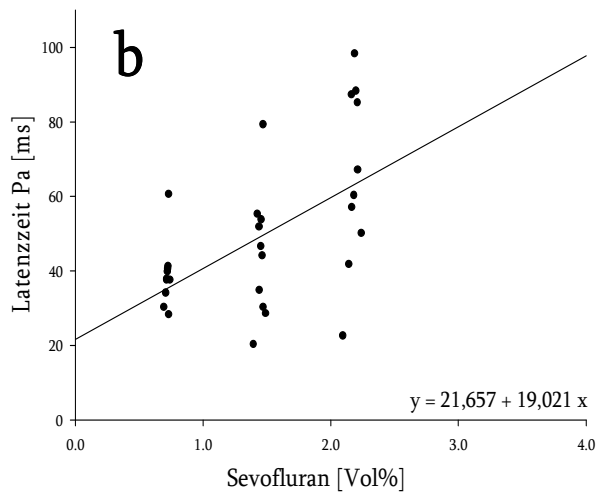 b
Latenzzeit Pa [ms]
100
80
60
40
20
0
y = 21,657 + 19,021 x
0.0 1.0 2.0 3.0 4.0
Sevofluran [Vol%]